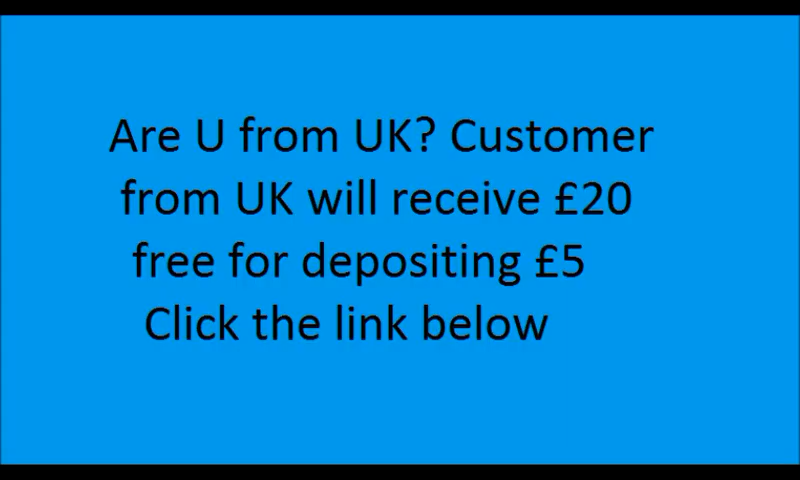 Are U from UK? Customer
from UK will receive £20
free for depositing £5
Click the link below